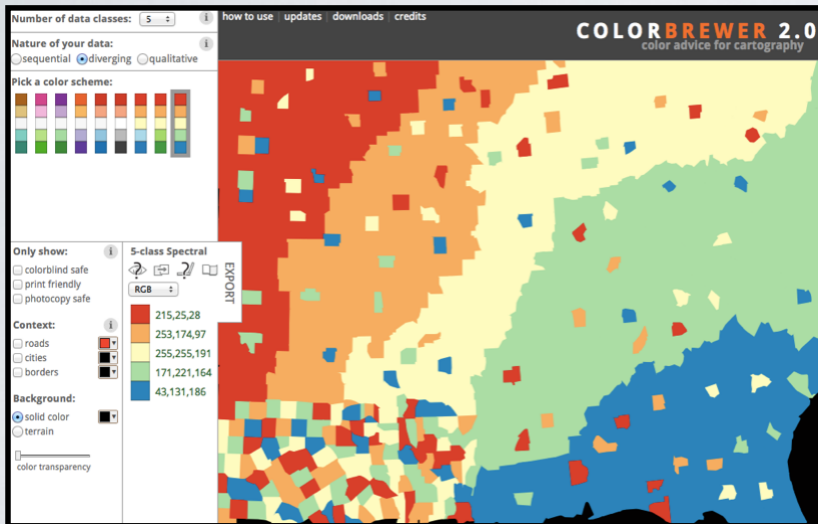 Number of data classes: 5 i
how to use | updates | downloads | credits
COLORBREWER 2.0
color advice for cartography
Nature of your data: i
sequential diverging qualitative
Pick a color scheme:
Only show: i
colorblind safe
print friendly
photocopy safe
Context: i
roads
cities
borders
Background:
solid color
terrain
color transparency
5-class Spectral
EXPORT
RGB
215,25,28
253,174,97
255,255,191
171,221,164
43,131,186